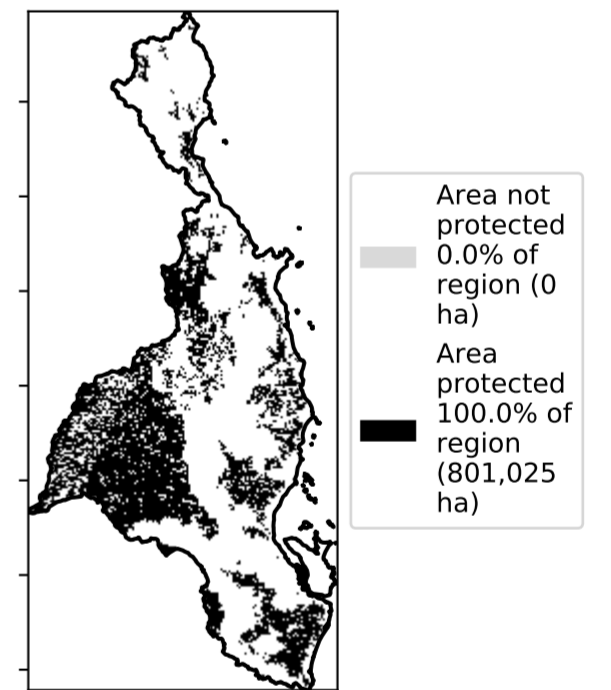 Area not
protected
0.0% of
region (0
ha)
Area
protected
100.0% of
region
(801,025
ha)